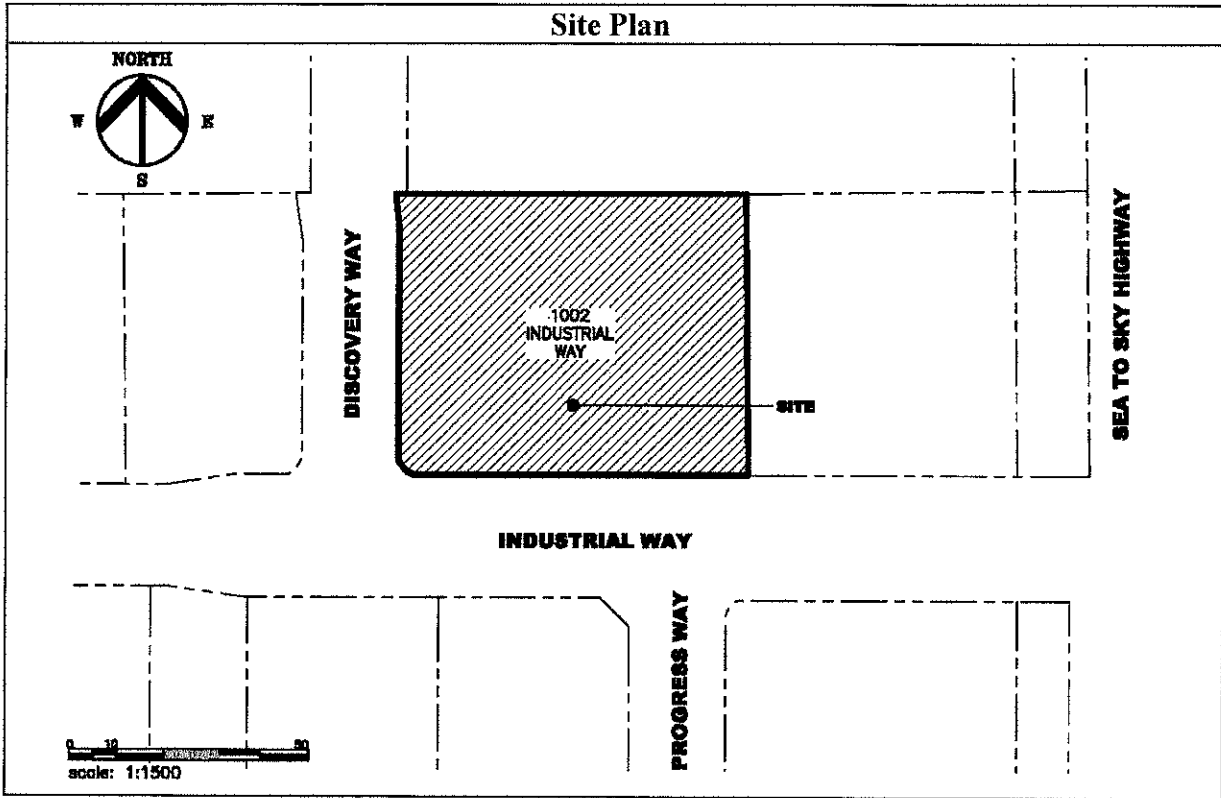 Site Plan
NORTH
W
E
S
DISCOVERY WAY
1002
INDUSTRIAL
WAY
SITE
SEA TO SKY HIGHWAY
INDUSTRIAL WAY
PROGRESS WAY
0 10 50
scale: 1:1500